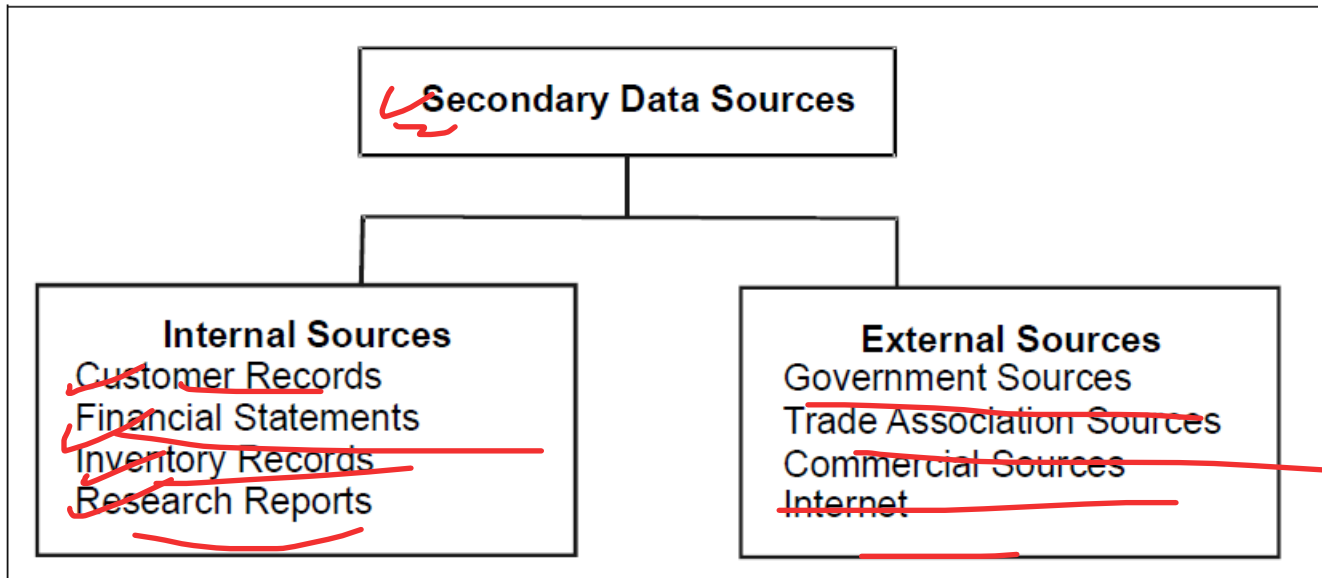 Secondary Data Sources
Internal Sources
Customer Records
Financial Statements
Inventory Records
Research Reports
External Sources
Government Sources
Trade Association Sources
Commercial Sources
Internet